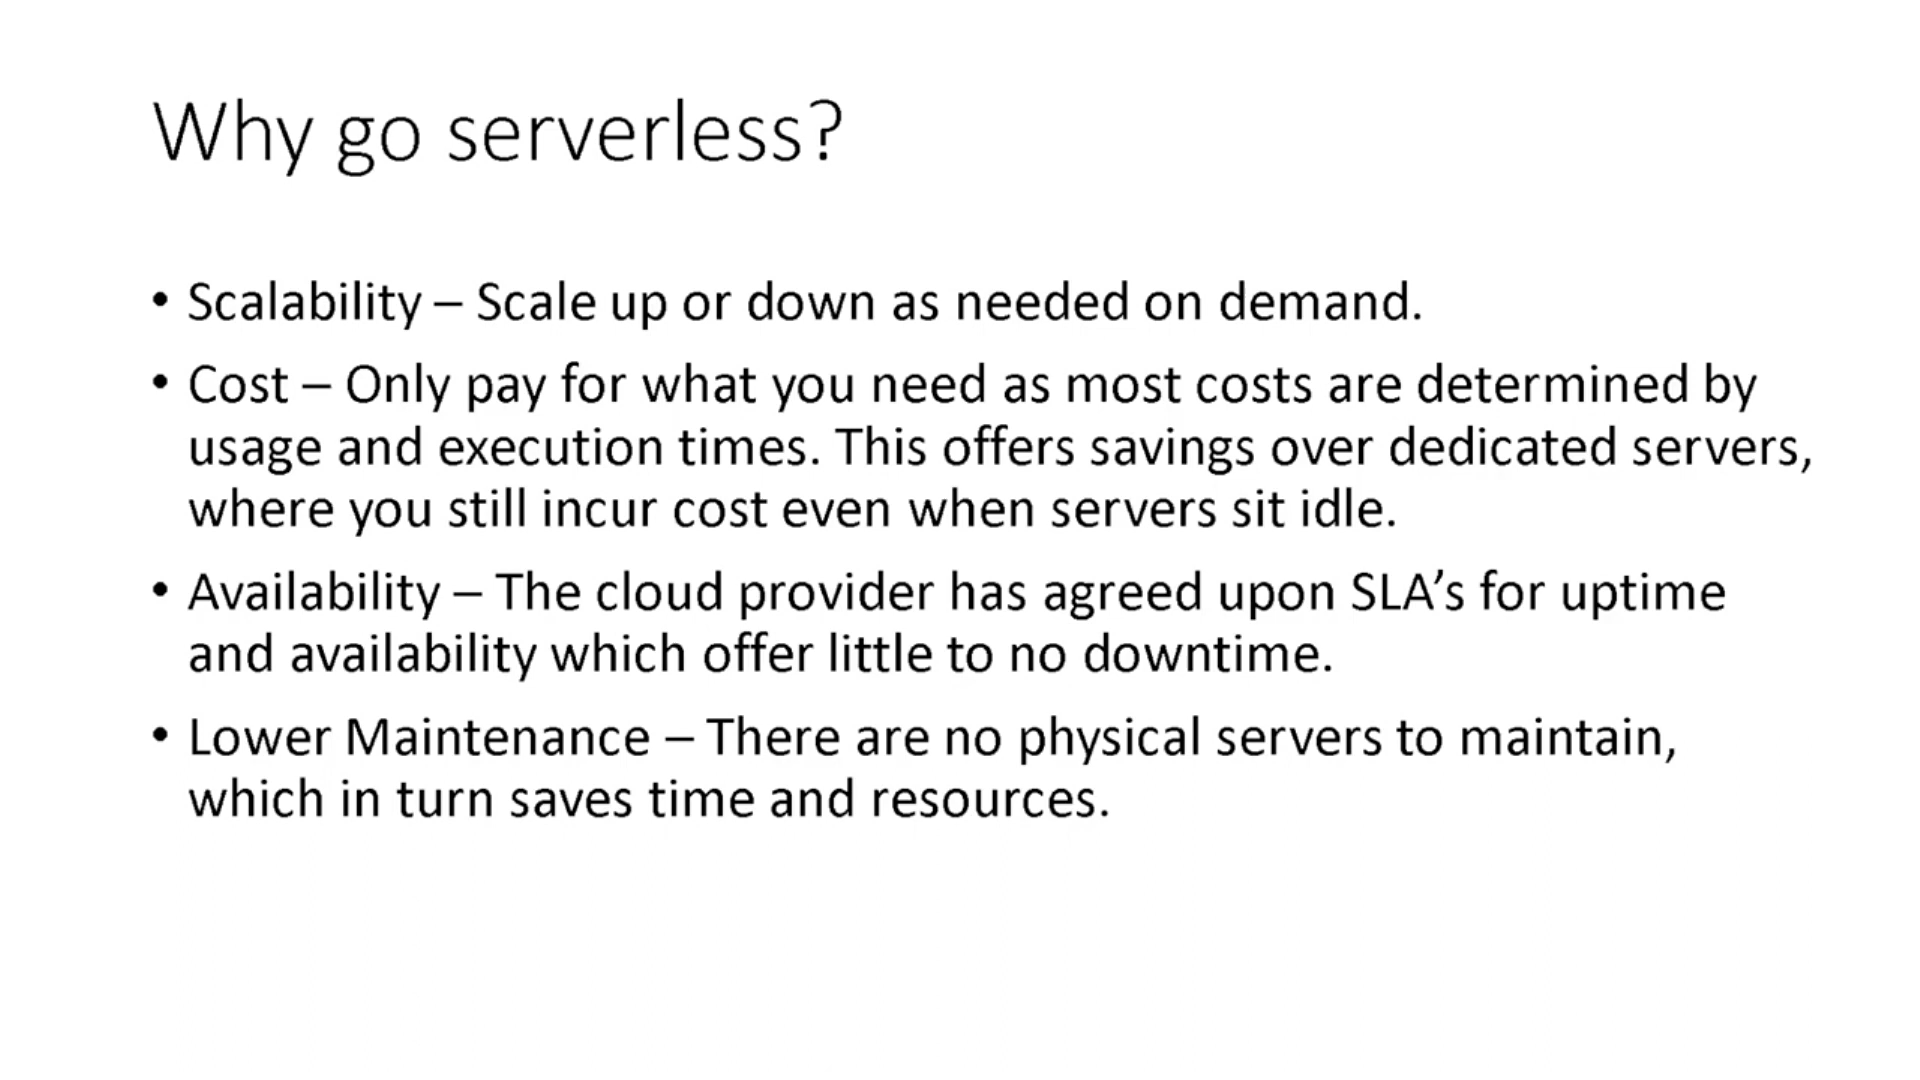 Why go serverless?
• Scalability – Scale up or down as needed on demand.
• Cost – Only pay for what you need as most costs are determined by
usage and execution times. This offers savings over dedicated servers,
where you still incur cost even when servers sit idle.
• Availability – The cloud provider has agreed upon SLA’s for uptime
and availability which offer little to no downtime.
• Lower Maintenance – There are no physical servers to maintain,
which in turn saves time and resources.